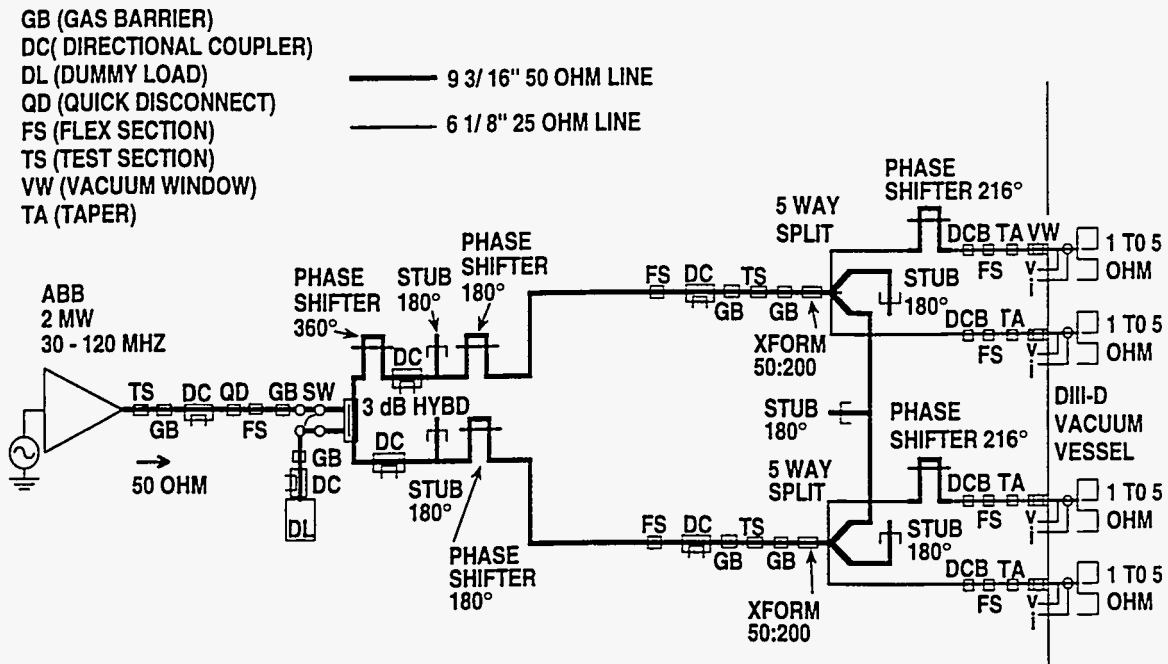 GB (GAS BARRIER)
DC( DIRECTIONAL COUPLER)
DL (DUMMY LOAD)
QD (QUICK DISCONNECT)
FS (FLEX SECTION)
TS (TEST SECTION)
VW (VACUUM WINDOW)
TA (TAPER)
9 3/ 16" 50 OHM LINE
6 1/ 8" 25 OHM LINE
ABB
2 MW
30 - 120 MHZ
TS
GB
DC
QD
FS
GB
SW
50 OHM
GB
DC
DL
3 dB HYBD
PHASE
SHIFTER
360°
DC
STUB
180°
PHASE
SHIFTER
180°
DC
STUB
180°
PHASE
SHIFTER
180°
FS
DC
GB
TS
GB
XFORM
50:200
5 WAY
SPLIT
STUB
180°
PHASE
SHIFTER 216°
DCB TA VW
FS
V
i
1 T0 5
OHM
DCB TA
FS
V
i
1 T0 5
OHM
STUB
180°
DIII-D
VACUUM
VESSEL
FS
DC
GB
TS
GB
XFORM
50:200
5 WAY
SPLIT
STUB
180°
PHASE
SHIFTER 216°
DCB TA
FS
V
i
1 T0 5
OHM
DCB TA
FS
V
i
1 T0 5
OHM